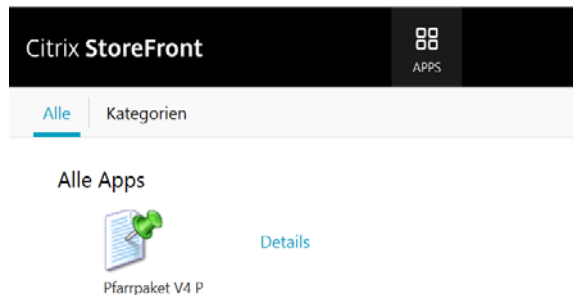 Citrix StoreFront
APPS
Alle
Kategorien
Alle Apps
Details
Pfarrpaket V4 P